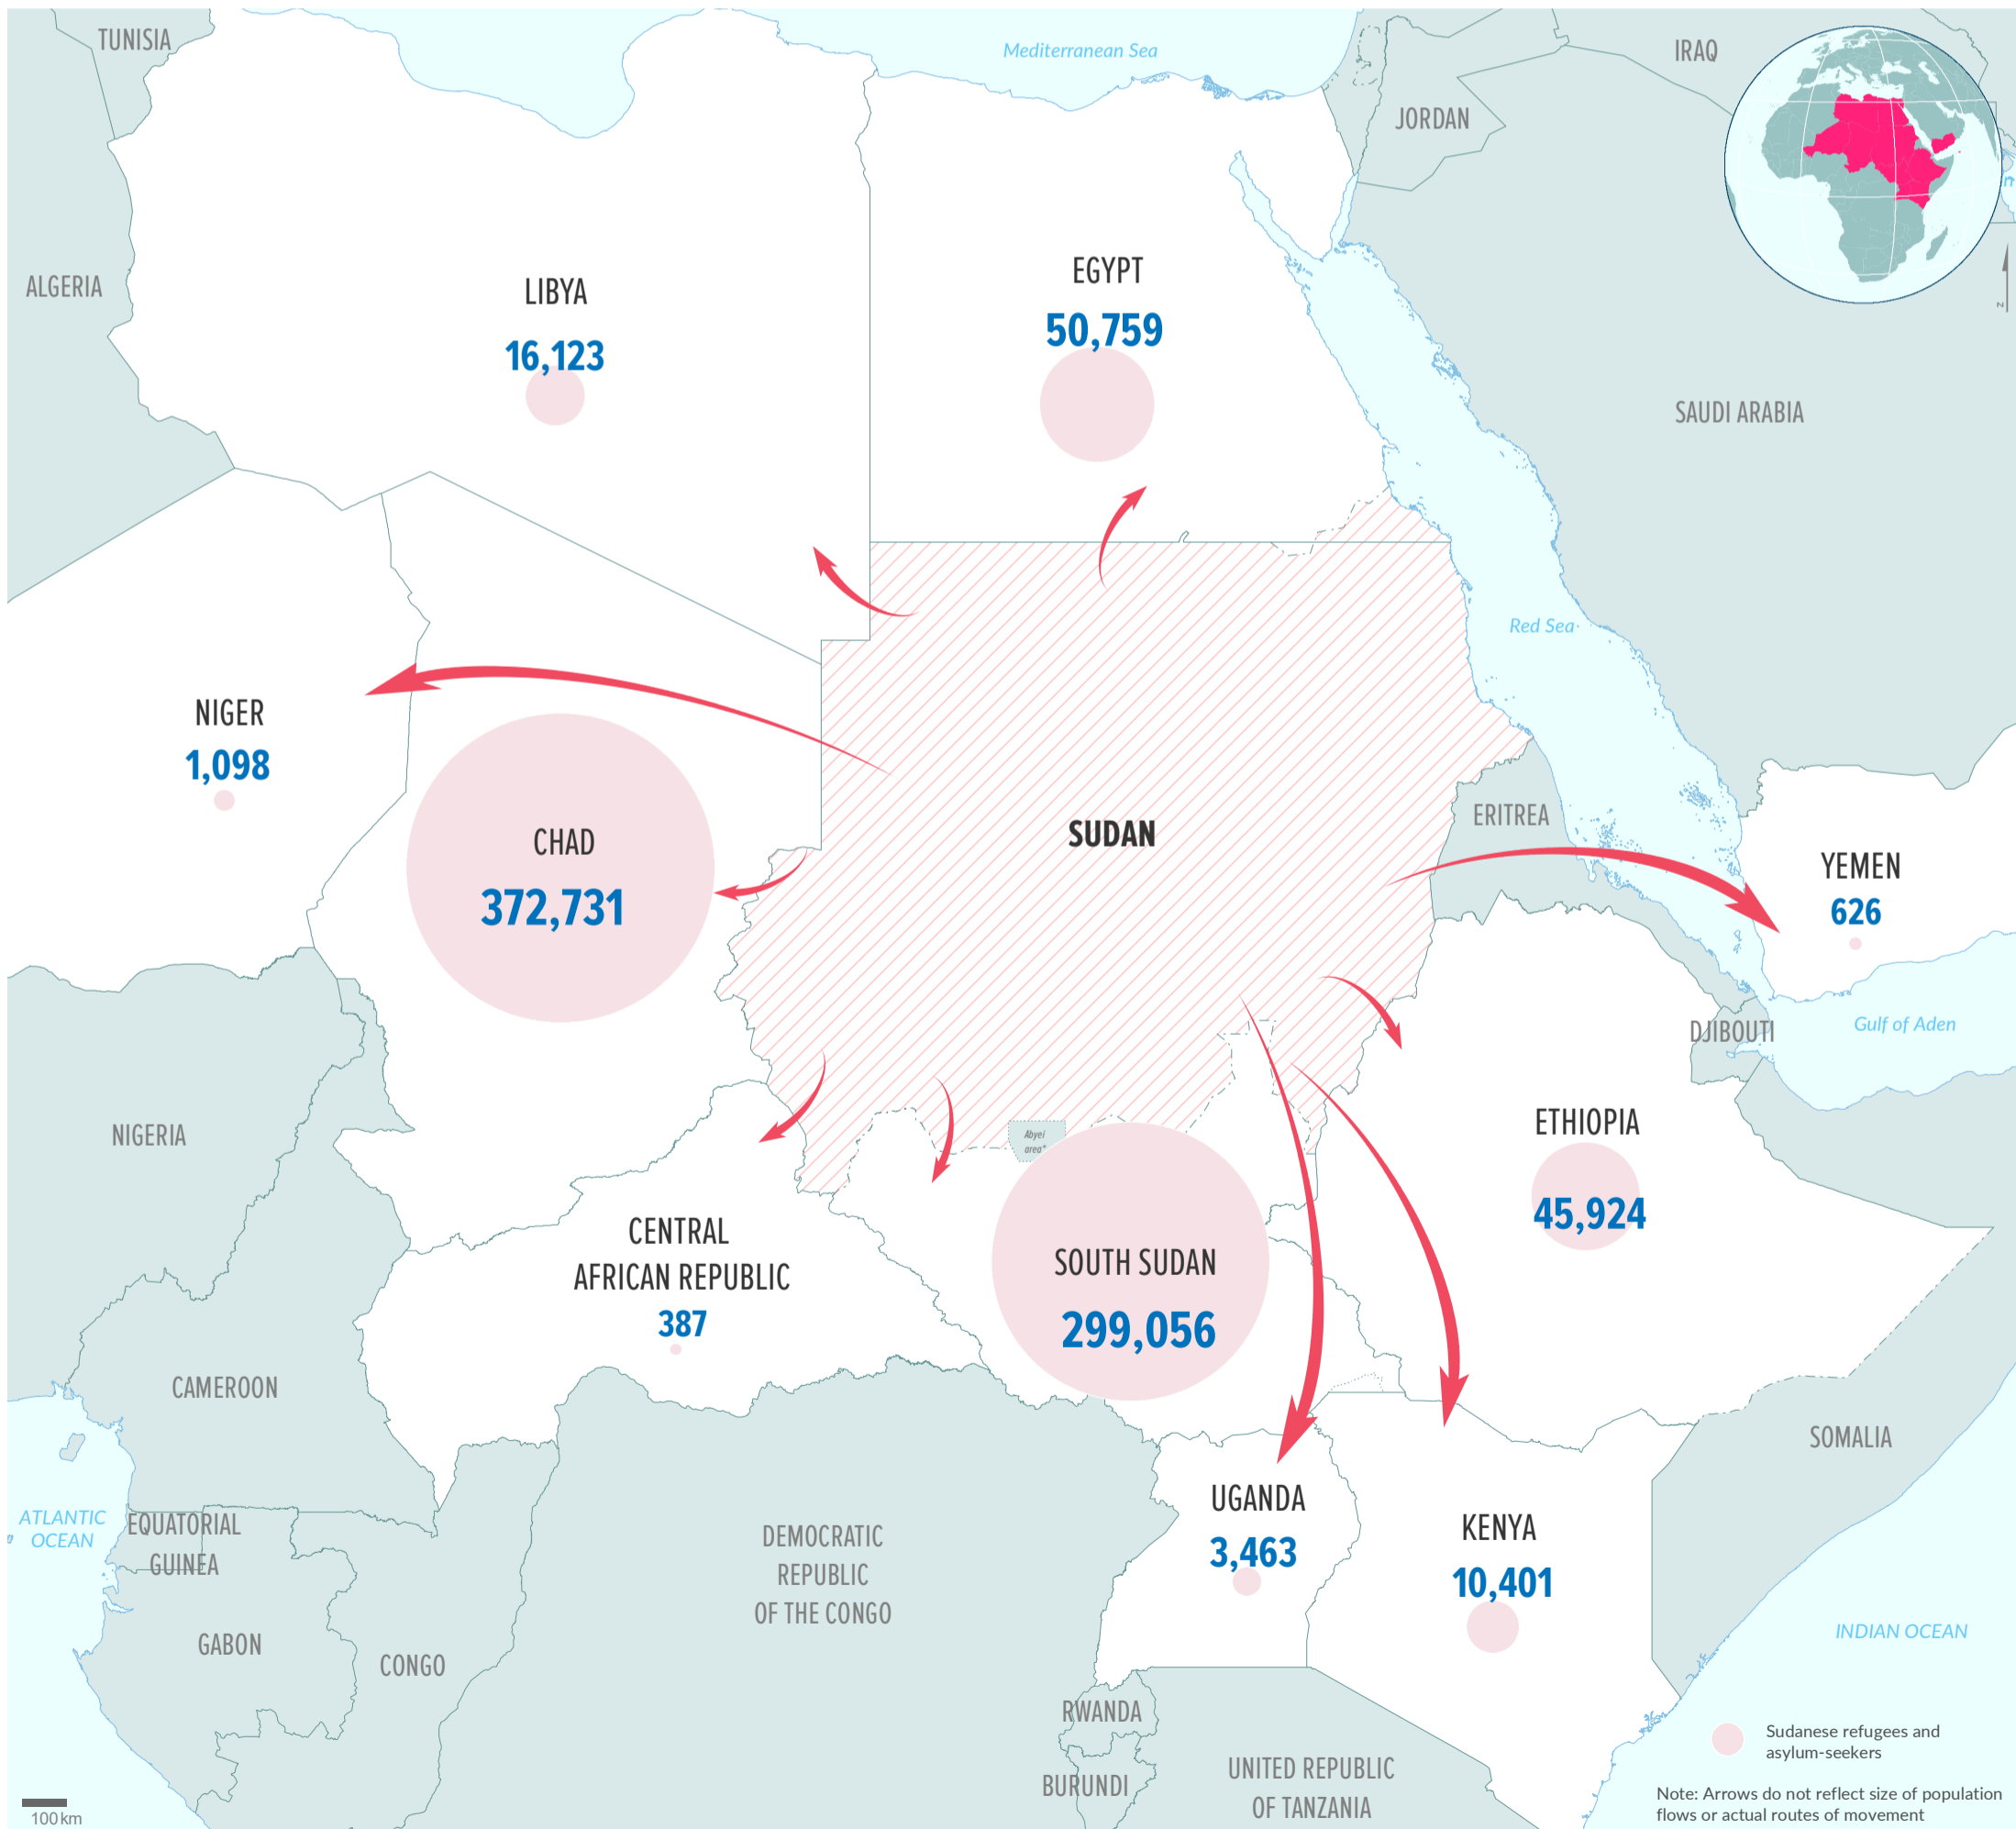 TUNISIA
Mediterranean Sea
IRAQ
JORDAN
ALGERIA
LIBYA
16,123
EGYPT
50,759
N
SAUDI ARABIA
Red Sea
NIGER
1,098
CHAD
372,731
SUDAN
ERITREA
YEMEN
626
Gulf of Aden
DJIBOUTI
NIGERIA
Abyei
area*
ETHIOPIA
45,924
CENTRAL
AFRICAN REPUBLIC
387
SOUTH SUDAN
299,056
CAMEROON
SOMALIA
ATLANTIC
OCEAN
EQUATORIAL
GUINEA
UGANDA
3,463
KENYA
10,401
DEMOCRATIC
REPUBLIC
OF THE CONGO
GABON
CONGO
INDIAN OCEAN
RWANDA
BURUNDI
UNITED REPUBLIC
OF TANZANIA
Sudanese refugees and
asylum-seekers
Note: Arrows do not reflect size of population
flows or actual routes of movement
100 km